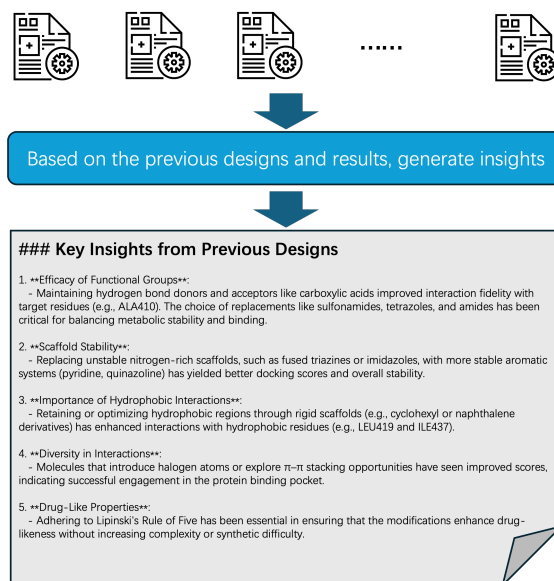 ......
Based on the previous designs and results, generate insights
### Key Insights from Previous Designs
1. **Efficacy of Functional Groups**:
- Maintaining hydrogen bond donors and acceptors like carboxylic acids improved interaction fidelity with
target residues (e.g., ALA410). The choice of replacements like sulfonamides, tetrazoles, and amides has been
critical for balancing metabolic stability and binding.
2. **Scaffold Stability**:
- Replacing unstable nitrogen-rich scaffolds, such as fused triazines or imidazoles, with more stable aromatic
systems (pyridine, quinazoline) has yielded better docking scores and overall stability.
3. **Importance of Hydrophobic Interactions**:
- Retaining or optimizing hydrophobic regions through rigid scaffolds (e.g., cyclohexyl or naphthalene
derivatives) has enhanced interactions with hydrophobic residues (e.g., LEU419 and ILE437).
4. **Diversity in Interactions**:
- Molecules that introduce halogen atoms or explore π–π stacking opportunities have seen improved scores,
indicating successful engagement in the protein binding pocket.
5. **Drug-Like Properties**:
- Adhering to Lipinski's Rule of Five has been essential in ensuring that the modifications enhance drug-
likeness without increasing complexity or synthetic difficulty.